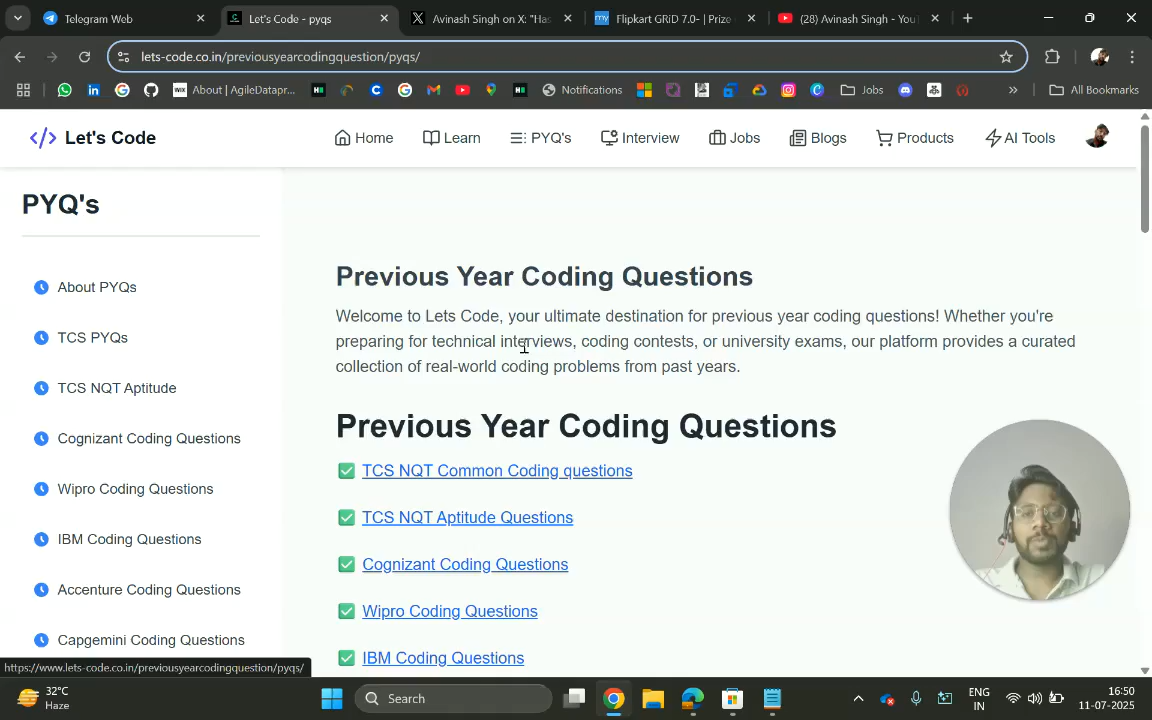 Telegram Web
Let's Code - pyqs
Avinash Singh on X: "Has
Flipkart GRiD 7.0- | Prize
(28) Avinash Singh - You
lets-code.co.in/previousyearcodingquestion/pyqs/
About | AgileDatapr...
Notifications
Jobs
All Bookmarks
</> Let's Code
Home
Learn
PYQ's
Interview
Jobs
Blogs
Products
AI Tools
PYQ's
About PYQs
TCS PYQs
TCS NQT Aptitude
Cognizant Coding Questions
Wipro Coding Questions
IBM Coding Questions
Accenture Coding Questions
Capgemini Coding Questions
Previous Year Coding Questions
Welcome to Lets Code, your ultimate destination for previous year coding questions! Whether you're
preparing for technical interviews, coding contests, or university exams, our platform provides a curated
collection of real-world coding problems from past years.
Previous Year Coding Questions
TCS NQT Common Coding questions
TCS NQT Aptitude Questions
Cognizant Coding Questions
Wipro Coding Questions
IBM Coding Questions
https://www.lets-code.co.in/previousyearcodingquestion/pyqs/
32°C
Haze
Search
ENG
IN
16:50
11-07-2025